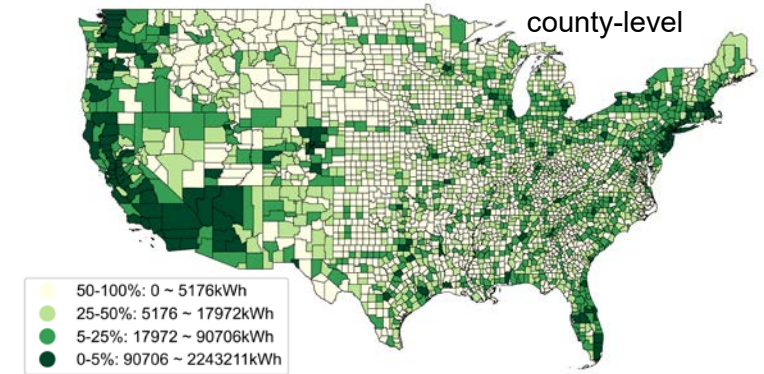 county-level
50-100%: 0 ~ 5176kWh
25-50%: 5176 ~ 17972kWh
5-25%: 17972 ~ 90706kWh
0-5%: 90706 ~ 2243211kWh